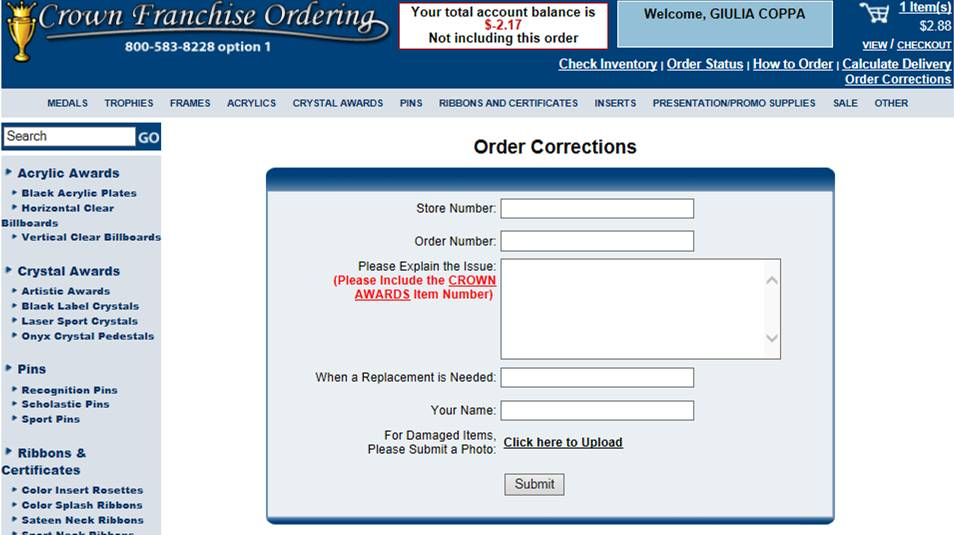 Crown Franchise Ordering
800-583-8228 option 1
Your total account balance is
$-2.17
Not including this order
Welcome, GIULIA COPPA
1 Item(s)
$2.88
VIEW / CHECKOUT
Check Inventory | Order Status | How to Order | Calculate Delivery
Order Corrections
MEDALS TROPHIES FRAMES ACRYLICS CRYSTAL AWARDS PINS RIBBONS AND CERTIFICATES INSERTS PRESENTATION/PROMO SUPPLIES SALE OTHER
Search GO
Acrylic Awards
Black Acrylic Plates
Horizontal Clear
Billboards
Vertical Clear Billboards
Crystal Awards
Artistic Awards
Black Label Crystals
Laser Sport Crystals
Onyx Crystal Pedestals
Pins
Recognition Pins
Scholastic Pins
Sport Pins
Ribbons &
Certificates
Color Insert Rosettes
Color Splash Ribbons
Sateen Neck Ribbons
Sport Neck Ribbons
Order Corrections
Store Number:
Order Number:
Please Explain the Issue:
(Please Include the CROWN
AWARDS Item Number)
When a Replacement is Needed:
Your Name:
For Damaged Items,
Please Submit a Photo: Click here to Upload
Submit